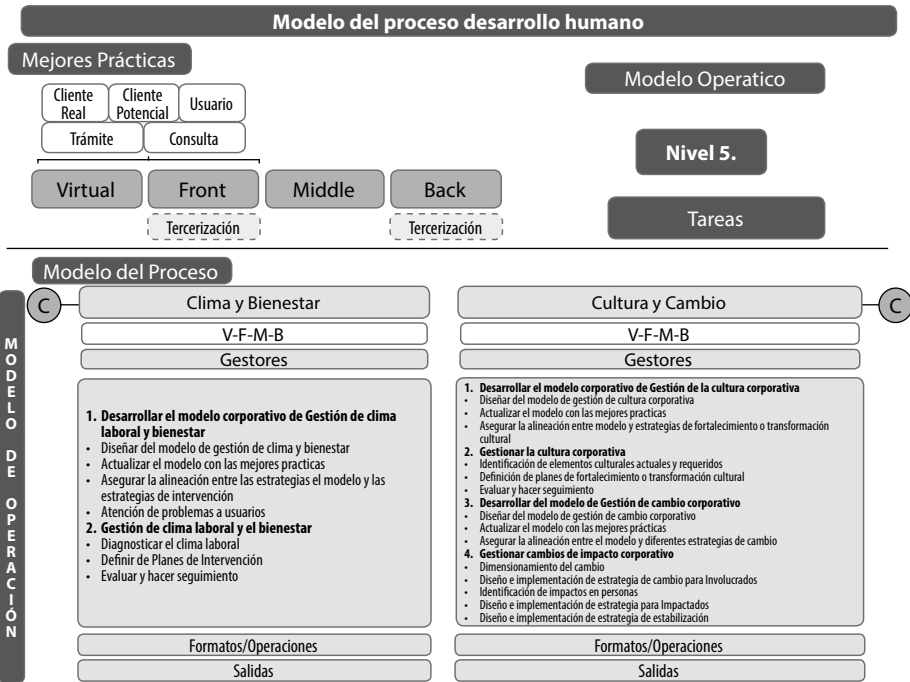 Modelo del proceso desarrollo humano
Mejores Prácticas
Cliente
Real
Cliente
Potencial
Usuario
Trámite
Consulta
Virtual
Front
Middle
Back
Tercerización
Tercerización
Modelo Operatico
Nivel 5.
Tareas
Modelo del Proceso
MODELO DE OPERACIÓN
C
Clima y Bienestar
V-F-M-B
Gestores
1. Desarrollar el modelo corporativo de Gestión de clima
laboral y bienestar
• Diseñar del modelo de gestión de clima y bienestar
• Actualizar el modelo con las mejores practicas
• Asegurar la alineación entre las estrategias el modelo y las
estrategias de intervención
• Atención de problemas a usuarios
2. Gestión de clima laboral y el bienestar
• Diagnosticar el clima laboral
• Definir de Planes de Intervención
• Evaluar y hacer seguimiento
Formatos/Operaciones
Salidas
Cultura y Cambio
C
V-F-M-B
Gestores
1. Desarrollar el modelo corporativo de Gestión de la cultura corporativa
• Diseñar del modelo de gestión de cultura corporativa
• Actualizar el modelo con las mejores practicas
• Asegurar la alineación entre modelo y estrategias de fortalecimiento o transformación
cultural
2. Gestionar la cultura corporativa
• Identificación de elementos culturales actuales y requeridos
• Definición de planes de fortalecimiento o transformación cultural
• Evaluar y hacer seguimiento
3. Desarrollar del modelo de Gestión de cambio corporativo
• Diseñar del modelo de gestión de cambio corporativo
• Actualizar el modelo con las mejores prácticas
• Asegurar la alineación entre el modelo y diferentes estrategias de cambio
4. Gestionar cambios de impacto corporativo
• Dimensionamiento del cambio
• Diseño e implementación de estrategia de cambio para Involucrados
• Identificación de impactos en personas
• Diseño e implementación de estrategia para Impactados
• Diseño e implementación de estrategia de estabilización
Formatos/Operaciones
Salidas